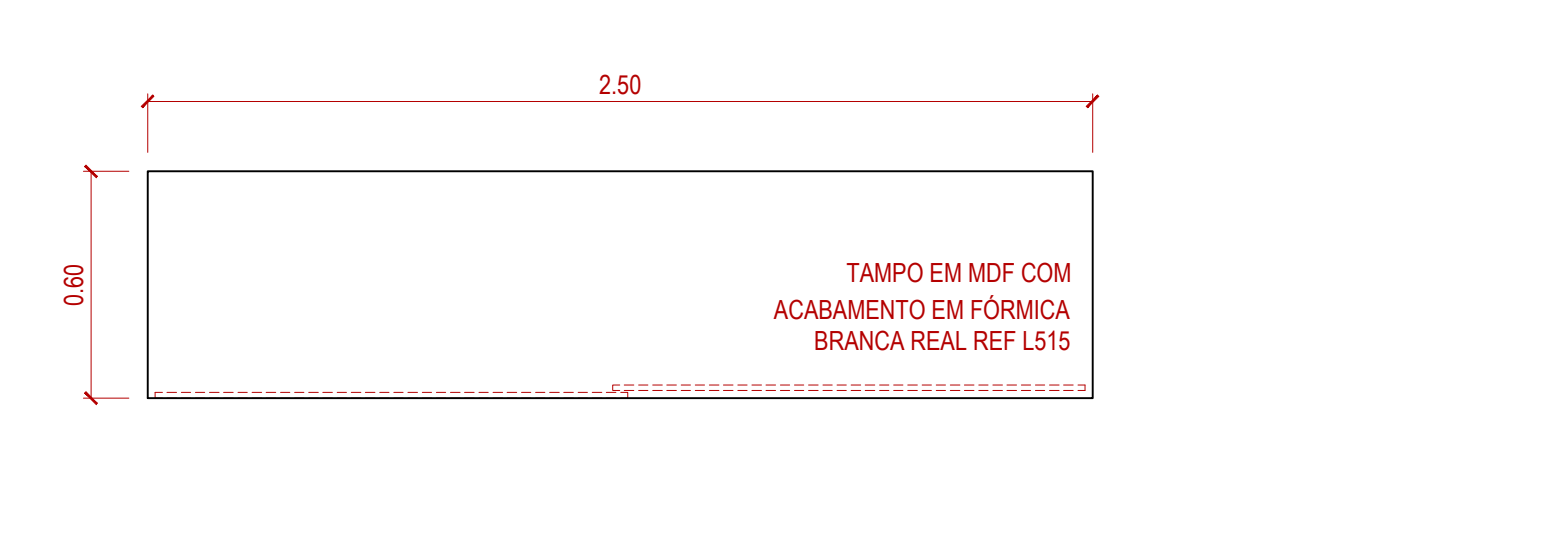 2.50
0.60
TAMPO EM MDF COM
ACABAMENTO EM FÓRMICA
BRANCA REAL REF L515